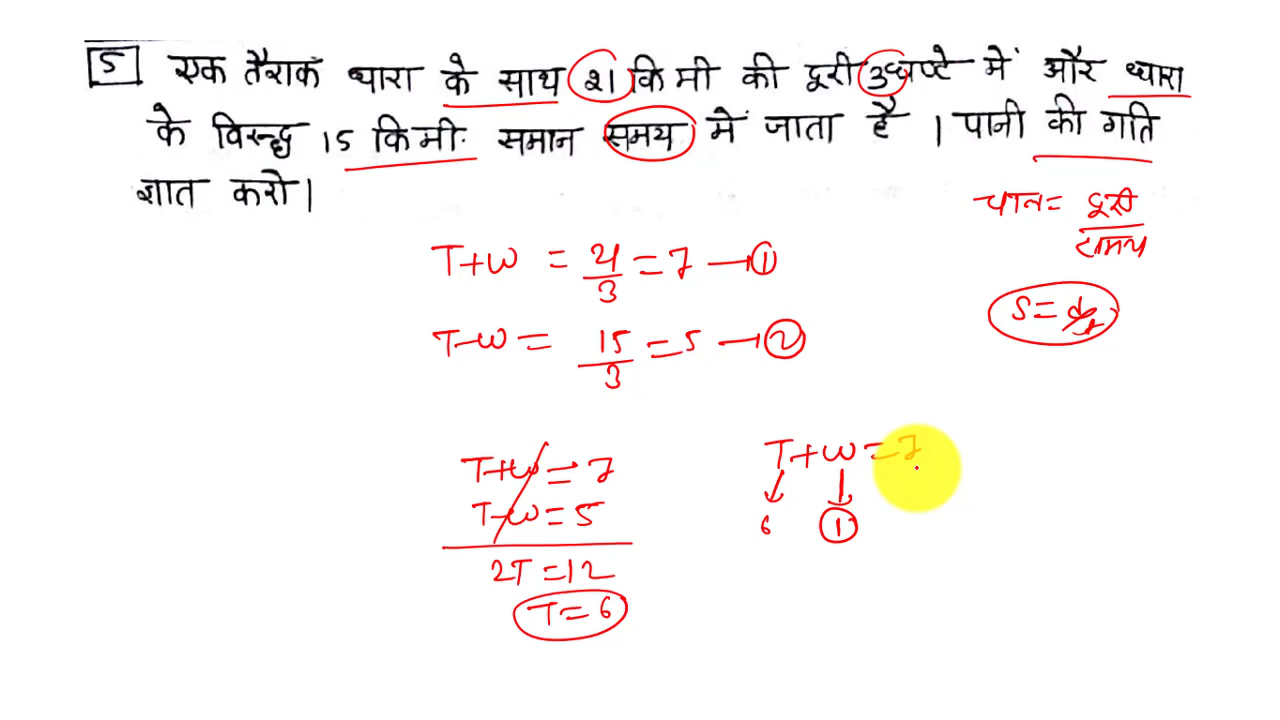 5 एक तैराक धारा के साथ 21 कि मी की दूरी 3 घण्टे में और धारा
के विरुद्ध 15 किमी. समान समय में जाता है । पानी की गति
ज्ञात करो।
चाल = दूरी/समय
T+W = 21/3 = 7 → ①
S = d/t
T-W = 15/3 = 5 → ②
T+W = 7
T+W = 7
T-W = 5
6 ①
2T = 12
T = 6